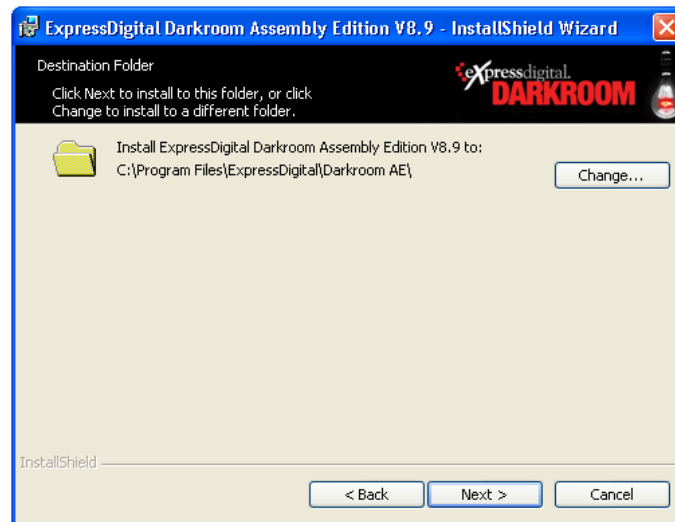 ExpressDigital Darkroom Assembly Edition V8.9 - InstallShield Wizard
Destination Folder
Click Next to install to this folder, or click
Change to install to a different folder.
eXpressdigital.
DARKROOM
Install ExpressDigital Darkroom Assembly Edition V8.9 to:
C:\Program Files\ExpressDigital\Darkroom AE\
Change...
InstallShield
< Back
Next >
Cancel